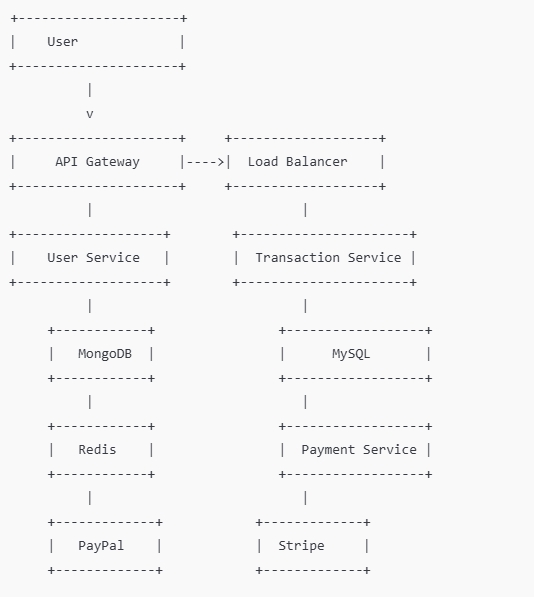 +---------------------+
|    User             |
+---------------------+
          |
          v
+--------------------+     +-------------------+
|     API Gateway     |---->|  Load Balancer    |
+--------------------+     +-------------------+
          |                           |
+-------------------+        +----------------------+
|    User Service   |        |  Transaction Service |
+-------------------+        +----------------------+
          |                           |
     +------------+                +------------------+
     |   MongoDB  |                |      MySQL       |
     +------------+                +------------------+
          |                           |
     +------------+                +------------------+
     |   Redis    |                |  Payment Service |
     +------------+                +------------------+
          |                           |
     +-------------+            +-------------+
     |   PayPal    |            |  Stripe     |
     +-------------+            +-------------+